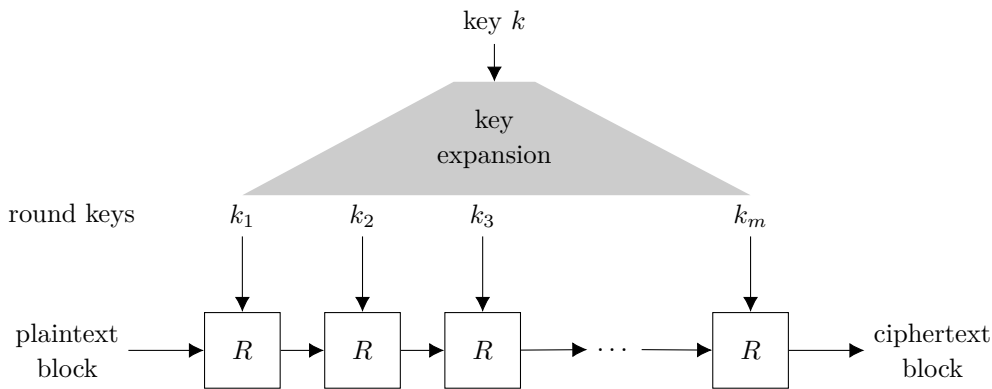 key k
key
expansion
round keys k₁ k₂ k₃ kₘ
plaintext
block
R R R ··· R
ciphertext
block